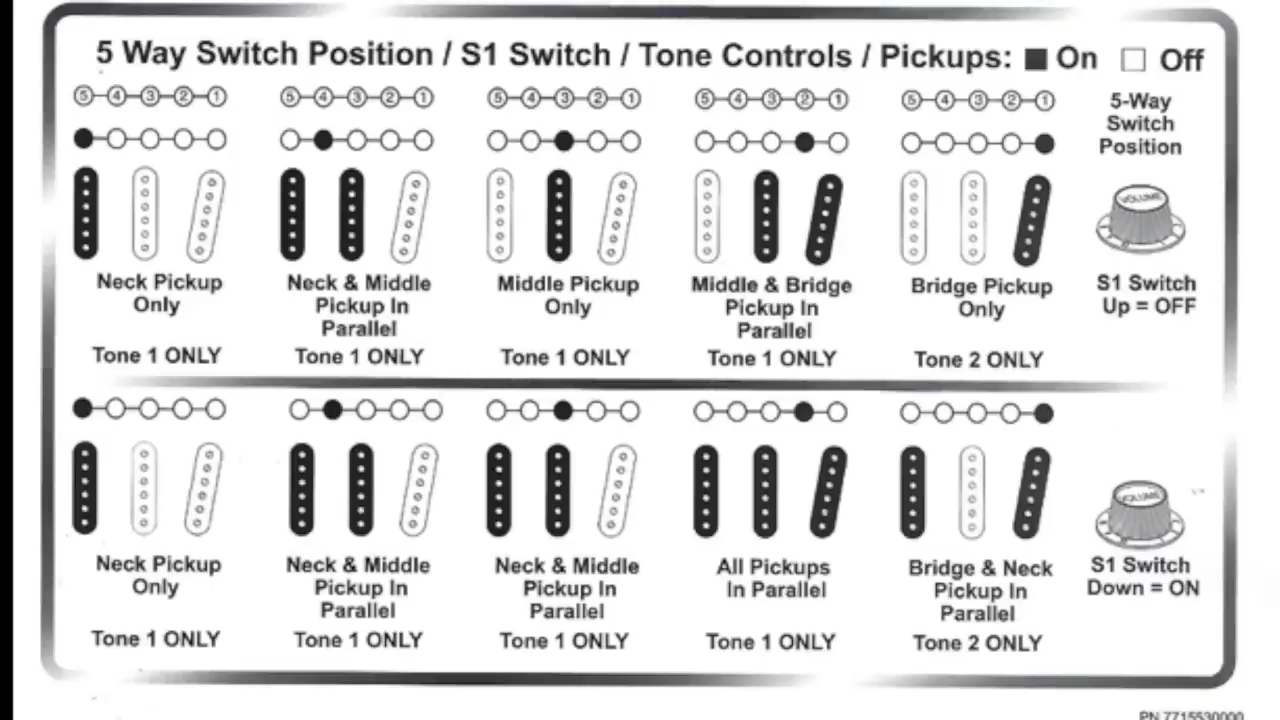 5 Way Switch Position / S1 Switch / Tone Controls / Pickups: On Off
5 4 3 2 1
5 4 3 2 1
5 4 3 2 1
5 4 3 2 1
5 4 3 2 1
5-Way
Switch
Position
VOLUME
Neck Pickup
Only
Tone 1 ONLY
Neck & Middle
Pickup In
Parallel
Tone 1 ONLY
Middle Pickup
Only
Tone 1 ONLY
Middle & Bridge
Pickup In
Parallel
Tone 1 ONLY
Bridge Pickup
Only
Tone 2 ONLY
S1 Switch
Up = OFF
Neck Pickup
Only
Tone 1 ONLY
Neck & Middle
Pickup In
Parallel
Tone 1 ONLY
Neck & Middle
Pickup In
Parallel
Tone 1 ONLY
All Pickups
In Parallel
Tone 1 ONLY
Bridge & Neck
Pickup In
Parallel
Tone 2 ONLY
VOLUME
S1 Switch
Down = ON
PN 7715530000